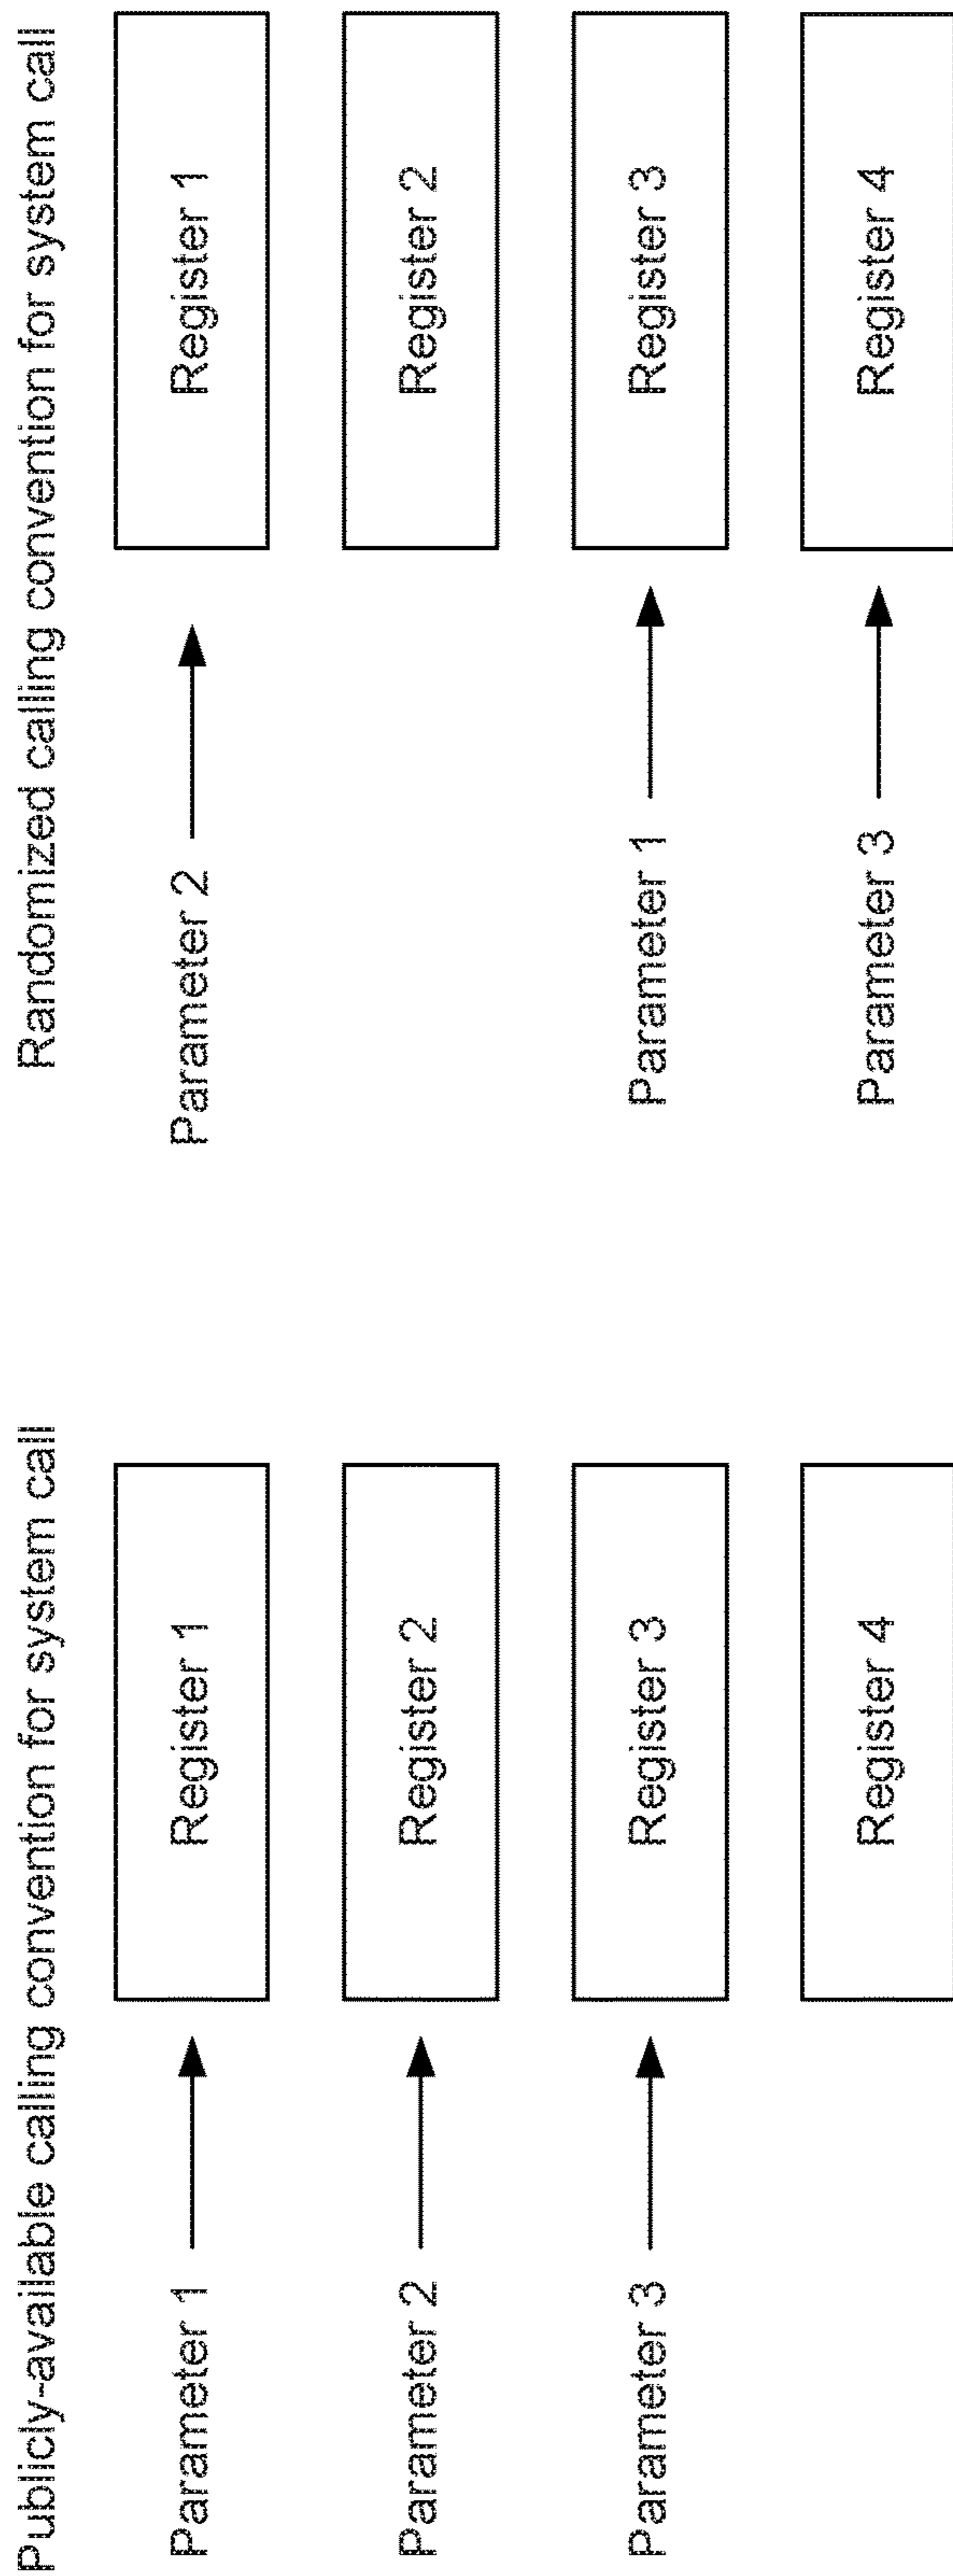 Publicly-available calling convention for system call
Parameter 1
Register 1
Parameter 2
Register 2
Parameter 3
Register 3
Register 4
Randomized calling convention for system call
Parameter 2
Register 1
Register 2
Parameter 1
Register 3
Parameter 3
Register 4